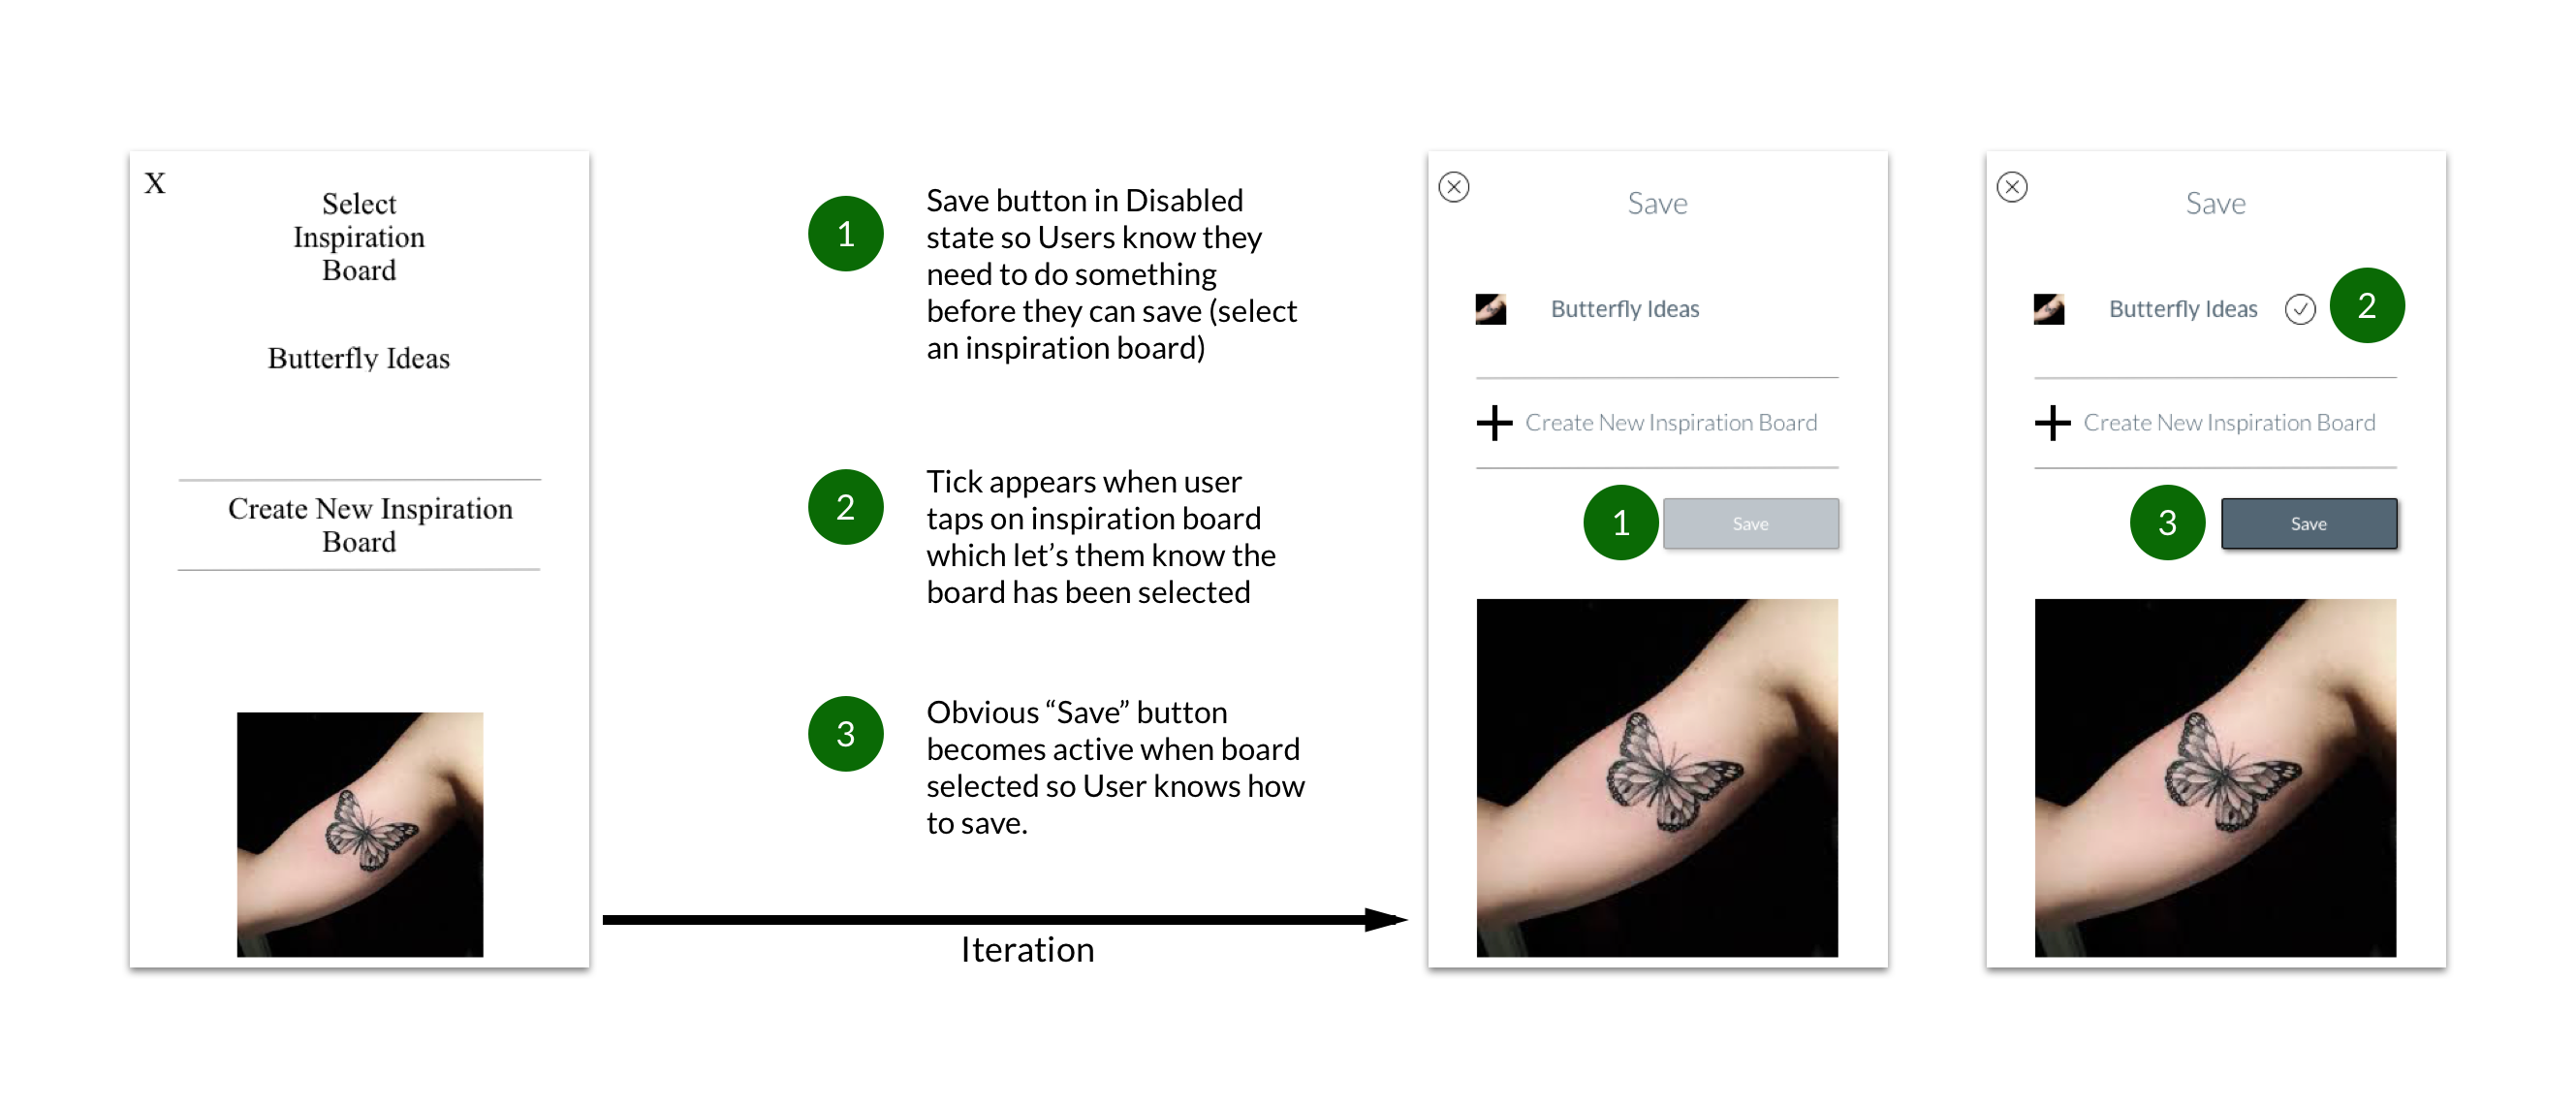 X
Select
Inspiration
Board
Butterfly Ideas
Create New Inspiration
Board
1
Save button in Disabled
state so Users know they
need to do something
before they can save (select
an inspiration board)
2
Tick appears when user
taps on inspiration board
which let’s them know the
board has been selected
3
Obvious “Save” button
becomes active when board
selected so User knows how
to save.
Iteration
Save
Butterfly Ideas
Create New Inspiration Board
1
Save
Save
Butterfly Ideas
2
Create New Inspiration Board
3
Save